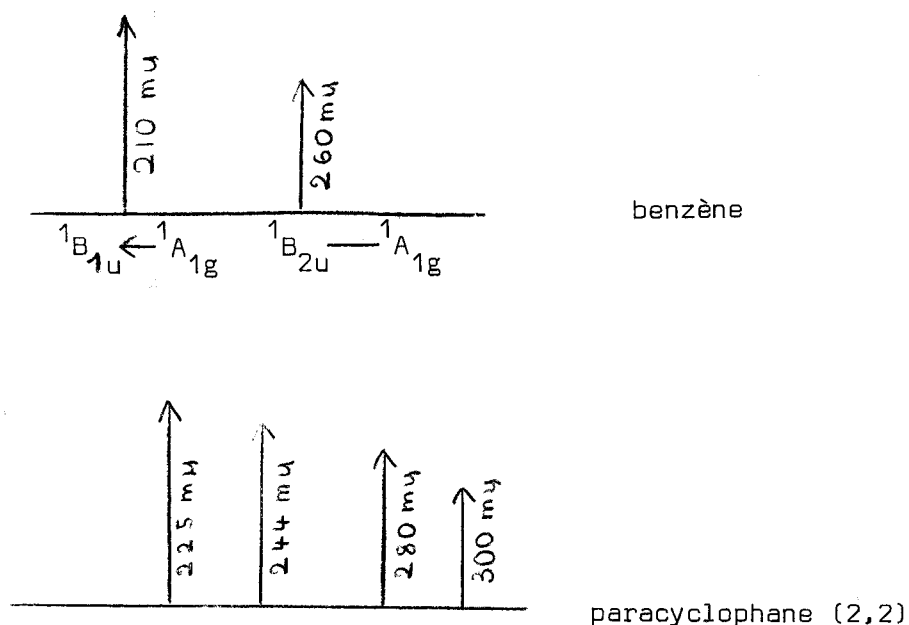 210 mμ
260 mμ
benzène
¹B₁ᵤ ← ¹A₁g ¹B₂ᵤ — ¹A₁g
225 mμ
244 mμ
280 mμ
300 mμ
paracyclophane (2,2)